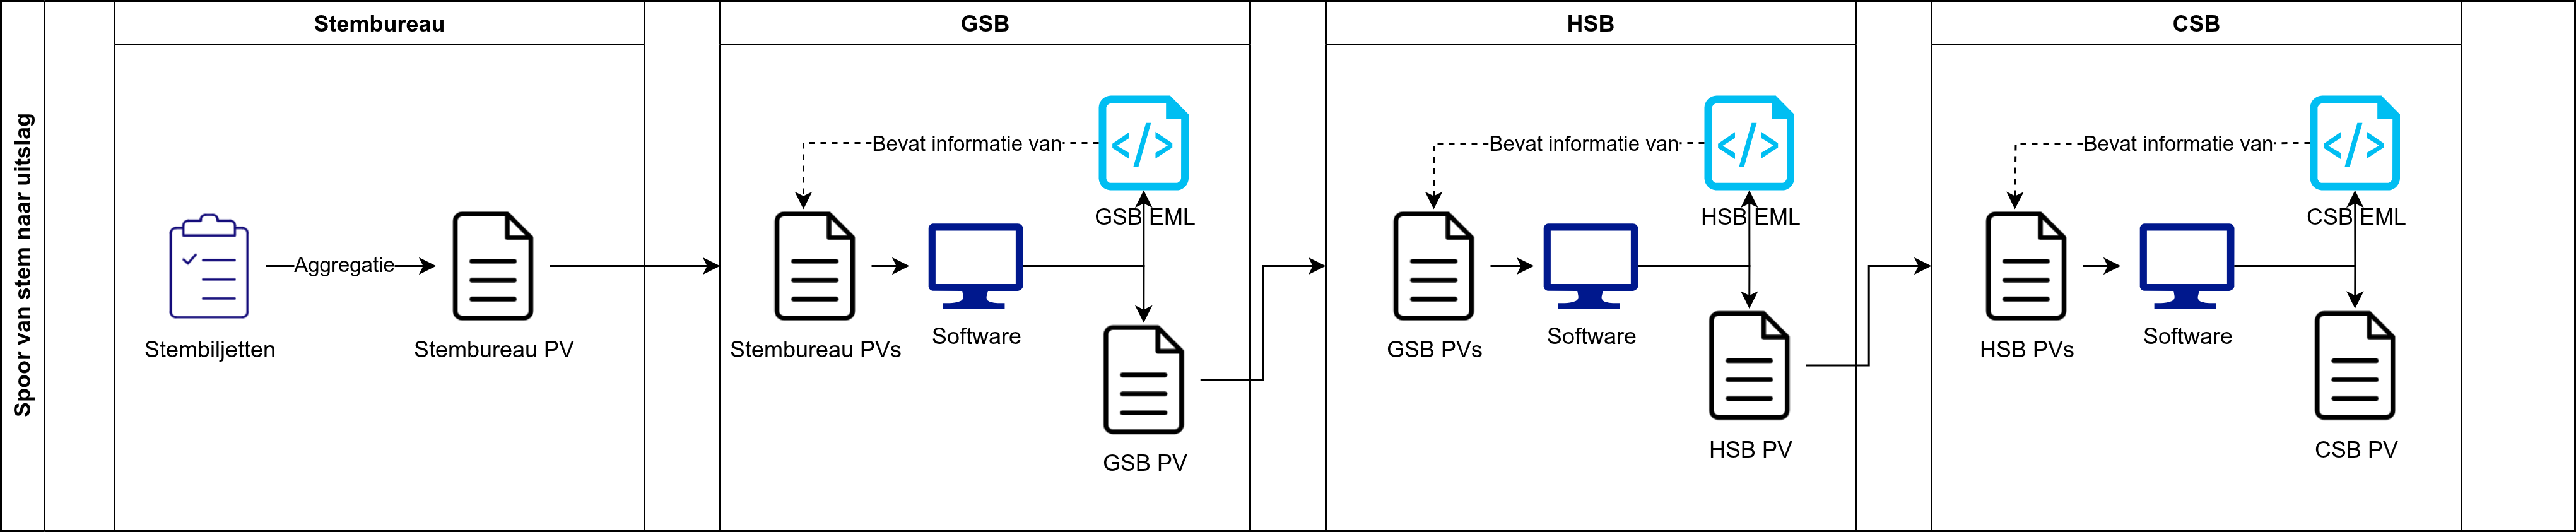 Spoor van stem naar uitslag
Stembureau
Stembiljetten
Aggregatie
Stembureau PV
GSB
Bevat informatie van
GSB EML
Stembureau PVs
Software
GSB PV
HSB
Bevat informatie van
HSB EML
GSB PVs
Software
HSB PV
CSB
Bevat informatie van
CSB EML
HSB PVs
Software
CSB PV